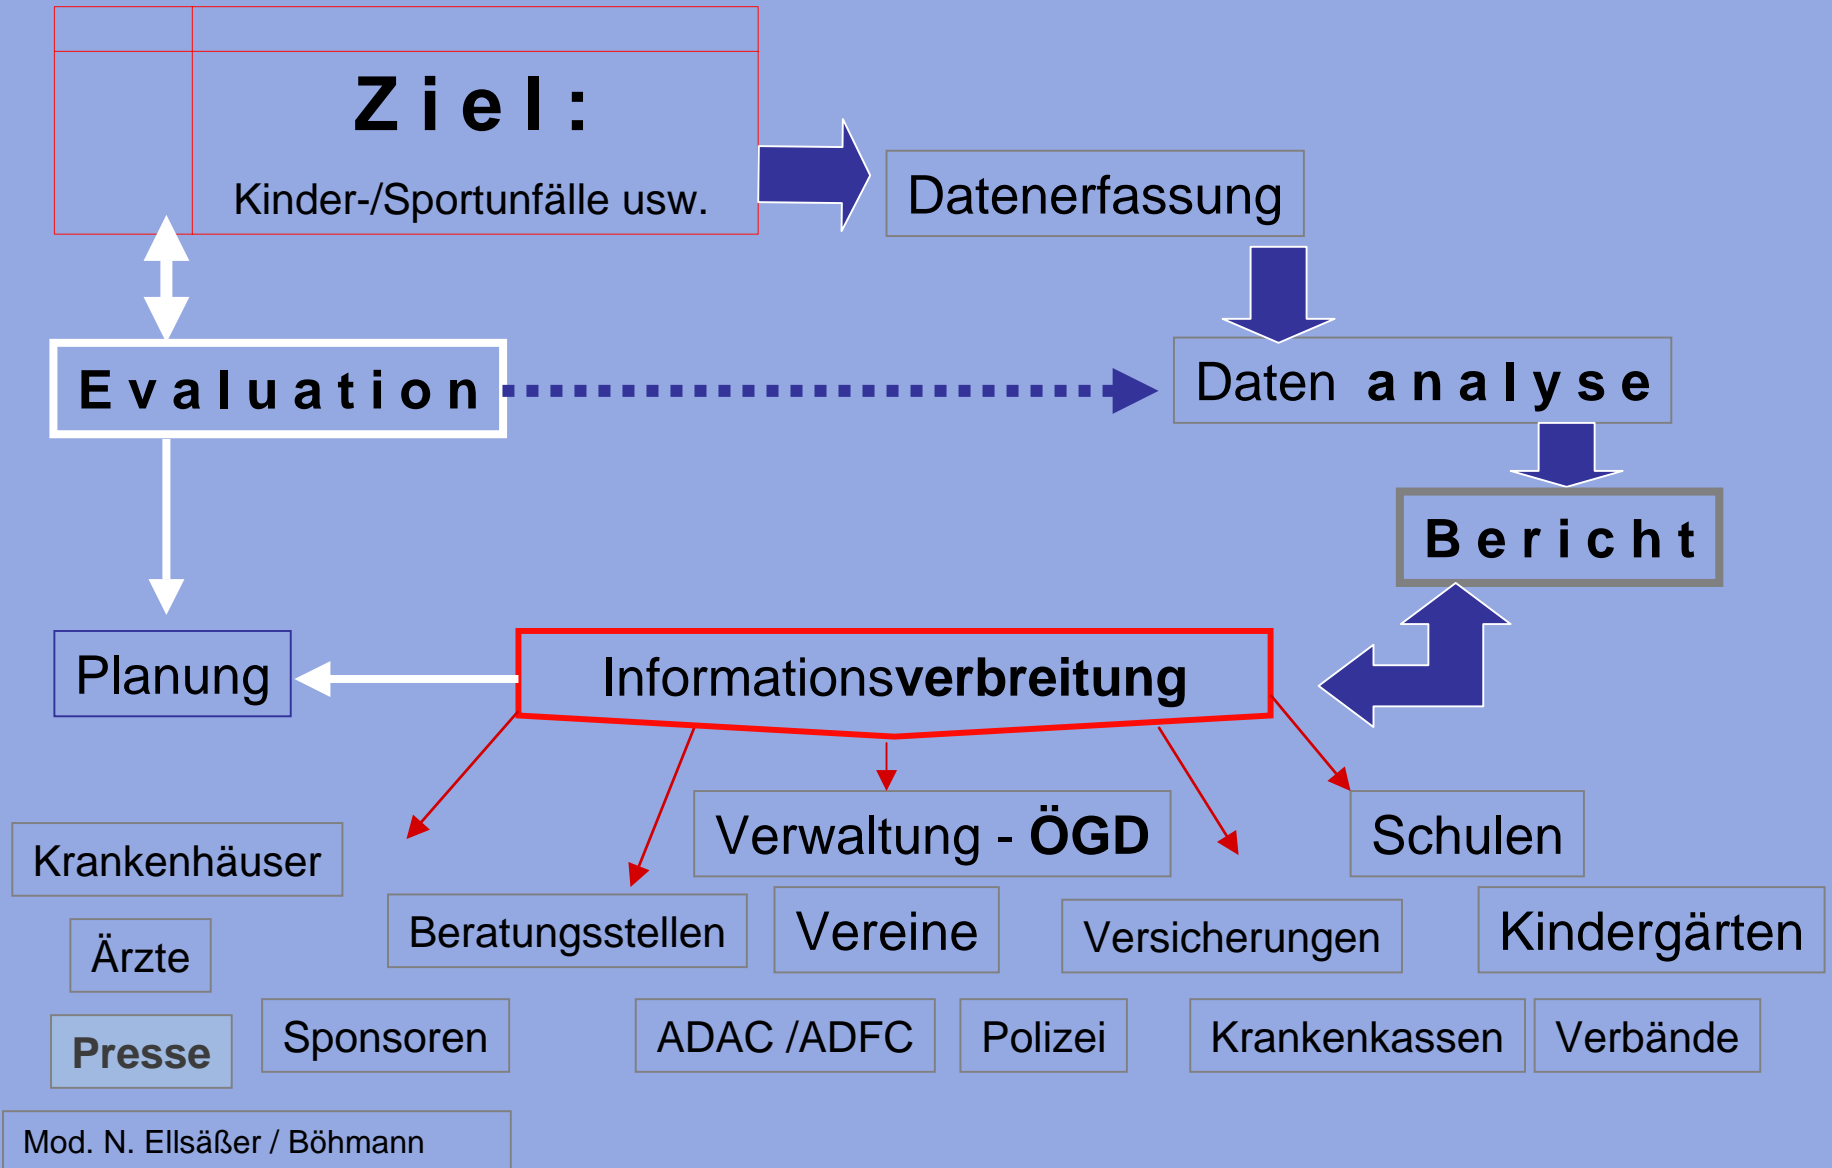 Ziel:
Kinder-/Sportunfälle usw.
Datenerfassung
Evaluation
Daten analyse
Bericht
Planung
Informationsverbreitung
Verwaltung - ÖGD
Schulen
Krankenhäuser
Beratungsstellen
Vereine
Versicherungen
Kindergärten
Ärzte
Presse
Sponsoren
ADAC /ADFC
Polizei
Krankenkassen
Verbände
Mod. N. Ellsäßer / Böhmann